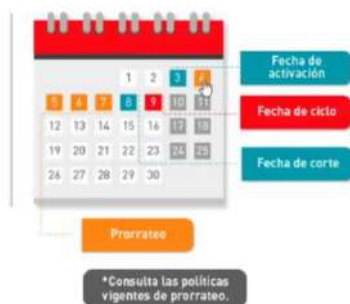 1 2 3 4
5 6 7 8 9 10 11
12 13 14 15 16 17 18
19 20 21 22 23 24 25
26 27 28 29 30
Fecha de
activación
Fecha de ciclo
Fecha de corte
Prorrateo
*Consulta las políticas
vigentes de prorrateo.